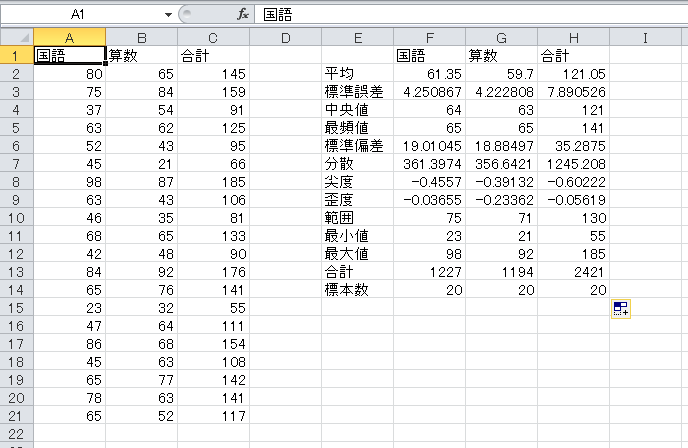 A1 fx 国語
A B C D E F G H I
1 国語 算数 合計 国語 算数 合計
2 80 65 145 平均 61.35 59.7 121.05
3 75 84 159 標準誤差 4.250867 4.222808 7.890526
4 37 54 91 中央値 64 63 121
5 63 62 125 最頻値 65 65 141
6 52 43 95 標準偏差 19.01045 18.88497 35.2875
7 45 21 66 分散 361.3974 356.6421 1245.208
8 98 87 185 尖度 -0.4557 -0.39132 -0.60222
9 63 43 106 歪度 -0.03655 -0.23362 -0.05619
10 46 35 81 範囲 75 71 130
11 68 65 133 最小値 23 21 55
12 42 48 90 最大値 98 92 185
13 84 92 176 合計 1227 1194 2421
14 65 76 141 標本数 20 20 20
15 23 32 55
16 47 64 111
17 86 68 154
18 45 63 108
19 65 77 142
20 78 63 141
21 65 52 117
22